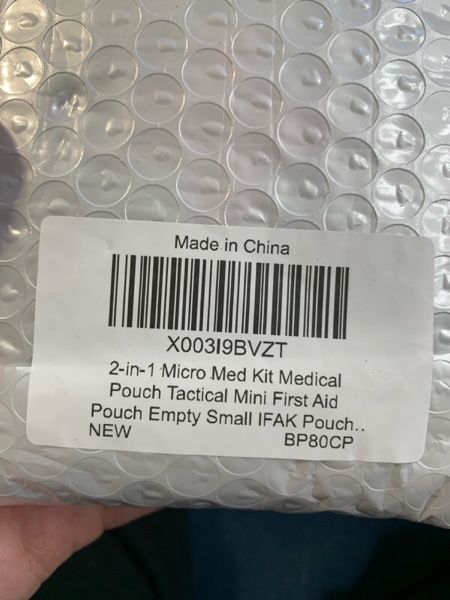 Made in China
X003I9BVZT
2-in-1 Micro Med Kit Medical
Pouch Tactical Mini First Aid
Pouch Empty Small IFAK Pouch..
NEW BP80CP